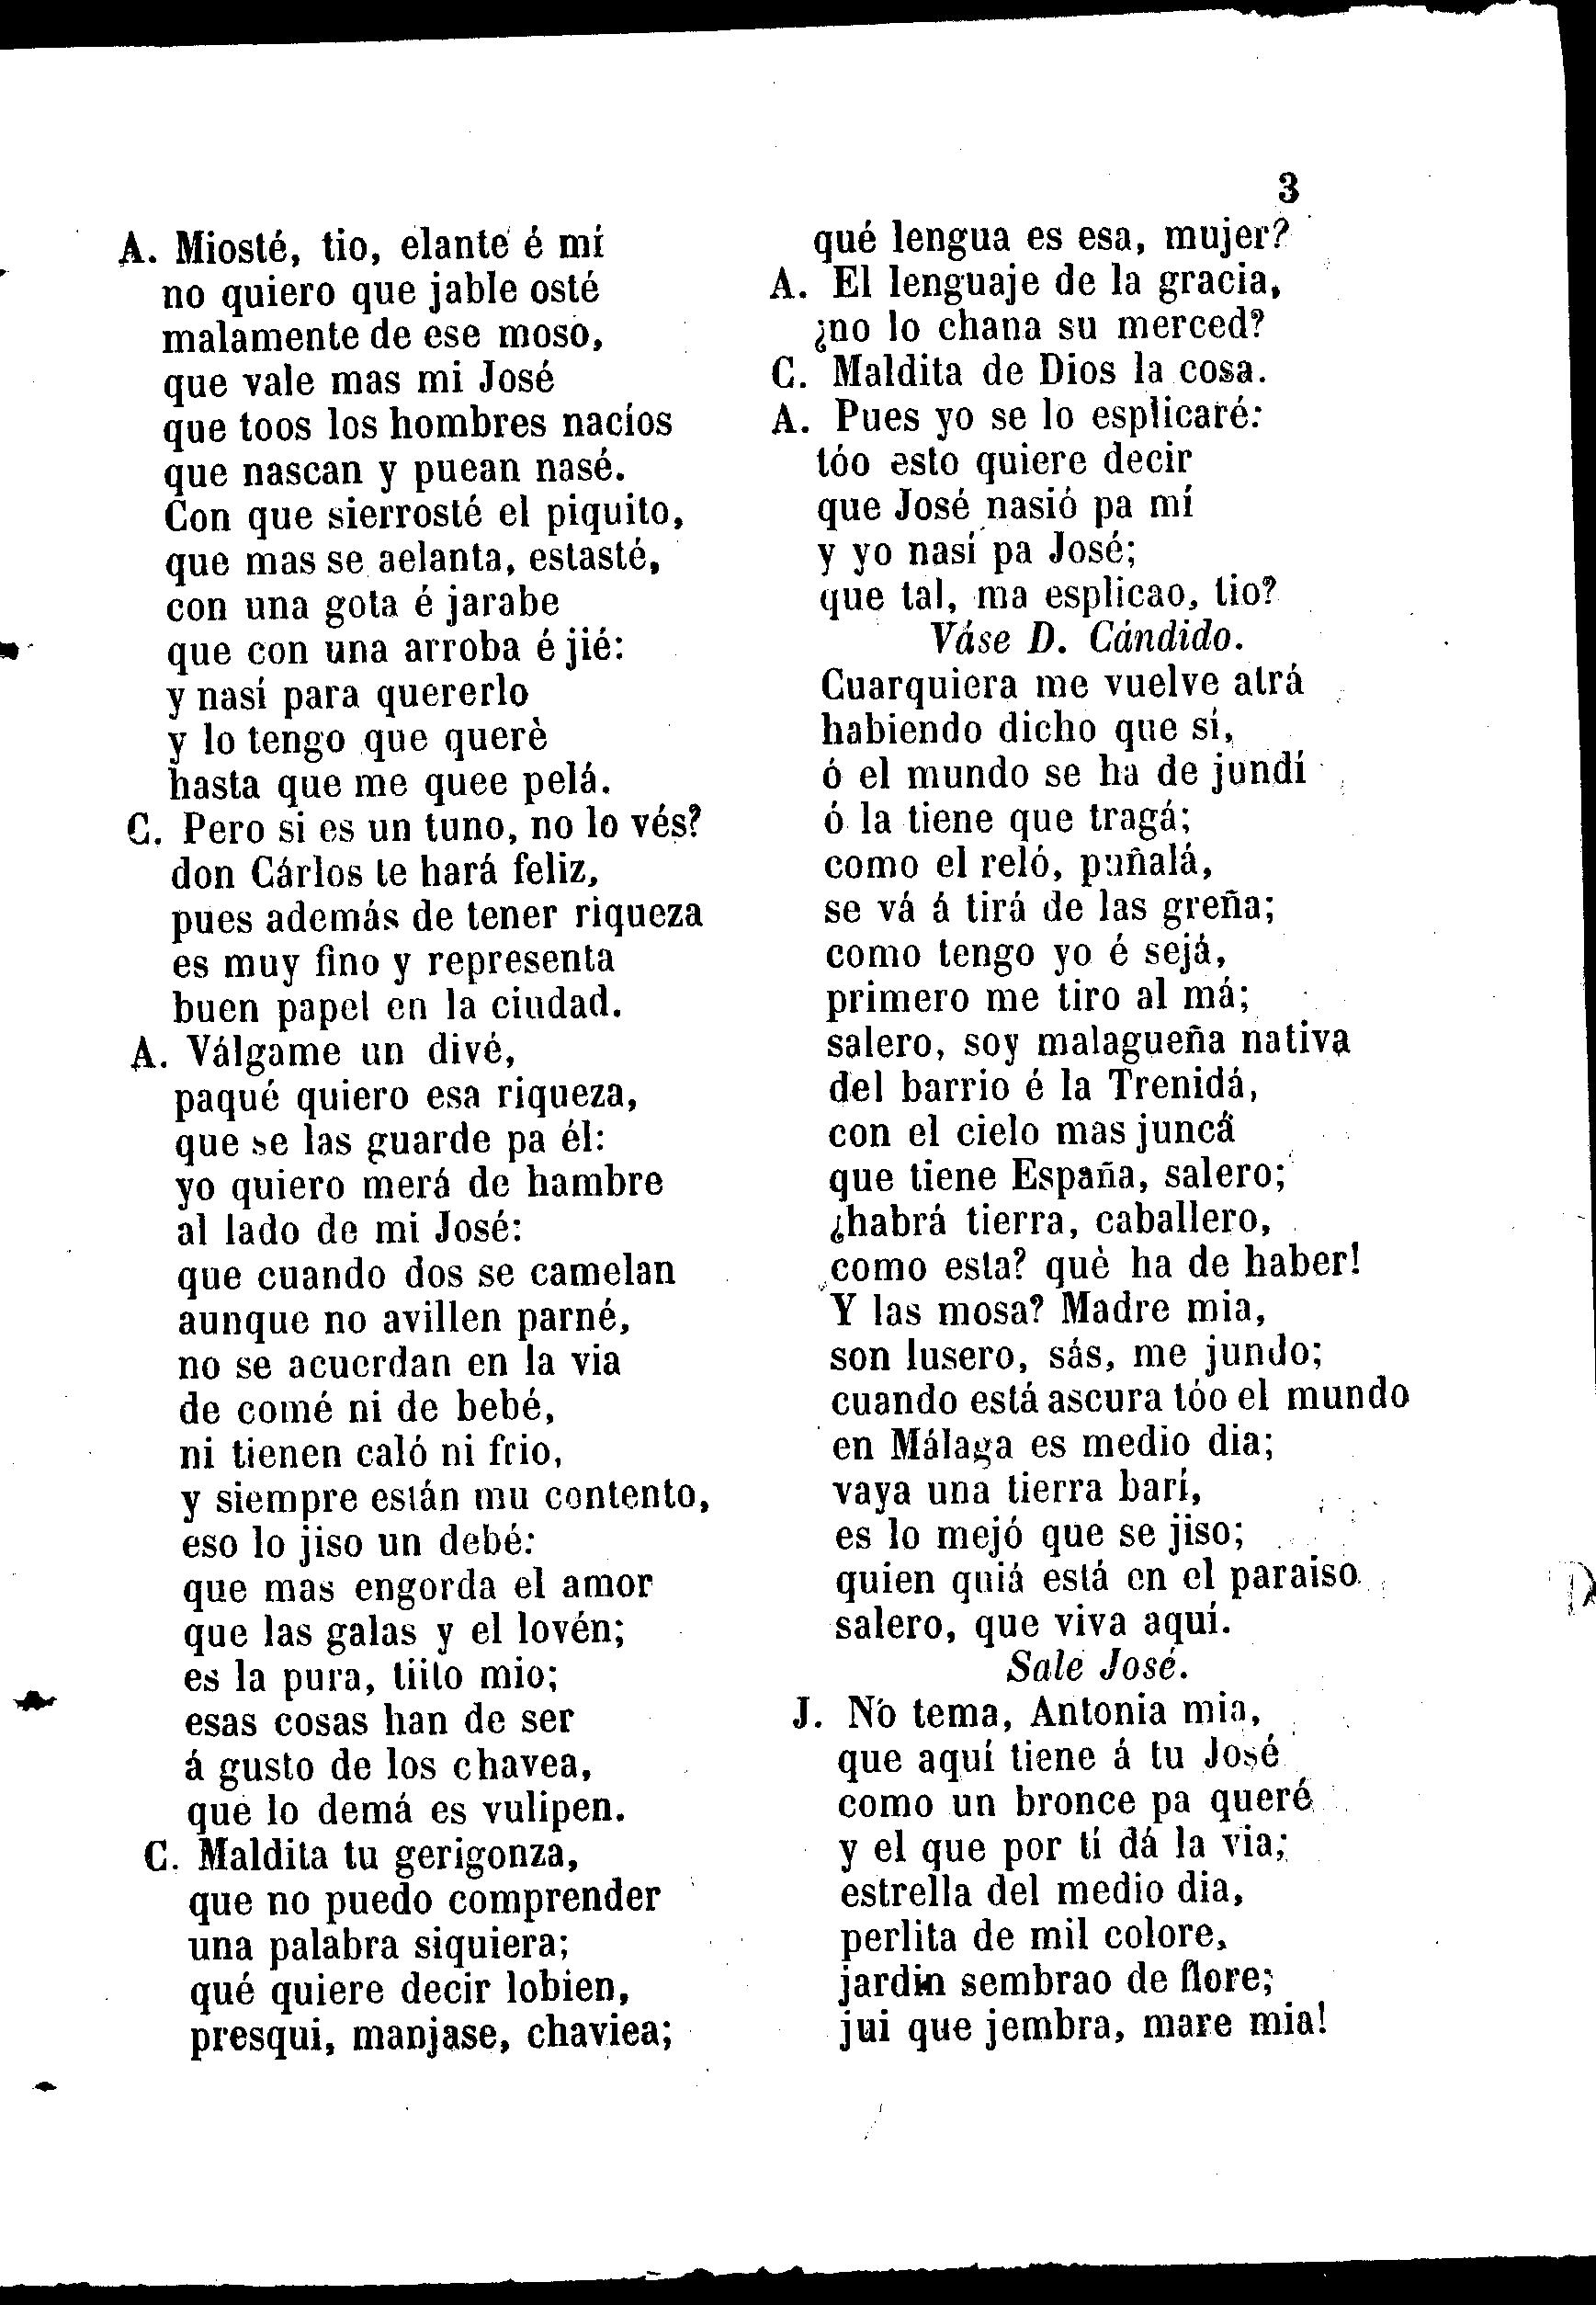 3
A. Miosté, tio, elante é mí
no quiero que jable osté
malamente de ese moso,
que vale mas mi José
que toos los hombres nacíos
que nascan y puean nasé.
Con que sierrosté el piquito,
que mas se aelanta, estasté,
con una gota é jarabe
que con una arroba é jié:
y nasí para quererlo
y lo tengo que querè
hasta que me quee pelá.
C. Pero si es un tuno, no lo vés?
don Cárlos te hará feliz,
pues además de tener riqueza
es muy fino y representa
buen papel en la ciudad.
A. Válgame un divé,
paqué quiero esa riqueza,
que se las guarde pa él:
yo quiero merá de hambre
al lado de mi José:
que cuando dos se camelan
aunque no avillen parné,
no se acuerdan en la via
de comé ni de bebé,
ni tienen caló ni frio,
y siempre están mu contento,
eso lo jiso un debé:
que mas engorda el amor
que las galas y el lovén;
es la pura, tiito mio;
esas cosas han de ser
á gusto de los chavea,
que lo demá es vulipen.
C. Maldita tu gerigonza,
que no puedo comprender
una palabra siquiera;
qué quiere decir lobien,
presqui, manjase, chaviea;
qué lengua es esa, mujer?
A. El lenguaje de la gracia,
¿no lo chana su merced?
C. Maldita de Dios la cosa.
A. Pues yo se lo esplicaré:
tóo esto quiere decir
que José nasió pa mí
y yo nasí pa José;
que tal, ma esplicao, tio?
Váse D. Cándido.
Cuarquiera me vuelve atrá
habiendo dicho que sí,
ó el mundo se ha de jundí
ó la tiene que tragá;
como el reló, puñalá,
se vá á tirá de las greña;
como tengo yo é sejá,
primero me tiro al má;
salero, soy malagueña nativa
del barrio é la Trenidá,
con el cielo mas juncá
que tiene España, salero;
¿habrá tierra, caballero,
como esta? què ha de haber!
Y las mosa? Madre mia,
son lusero, sás, me jundo;
cuando está ascura tóo el mundo
en Málaga es medio dia;
vaya una tierra barí,
es lo mejó que se jiso;
quien quiá está en el paraiso
salero, que viva aquí.
Sale José.
J. No tema, Antonia mia,
que aquí tiene á tu José
como un bronce pa queré
y el que por tí dá la via;
estrella del medio dia,
perlita de mil colore,
jardin sembrao de flore;
jui que jembra, mare mia!